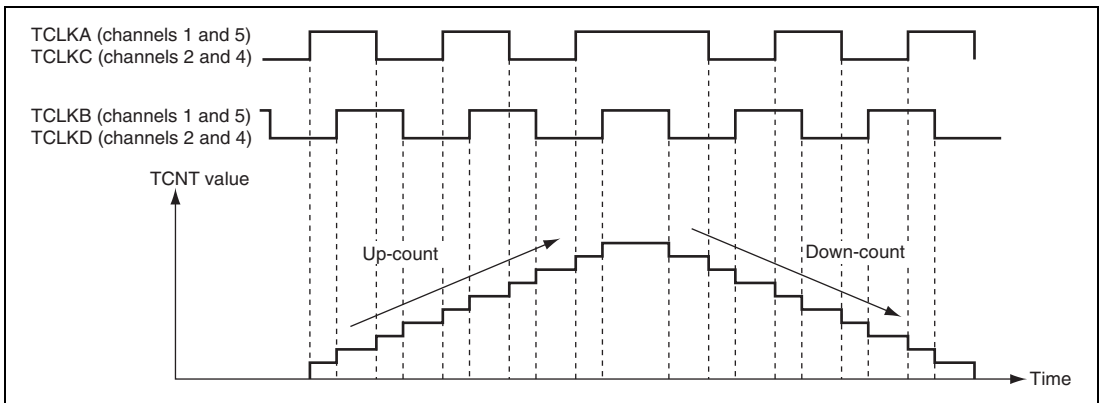 TCLKA (channels 1 and 5)
TCLKC (channels 2 and 4)
TCLKB (channels 1 and 5)
TCLKD (channels 2 and 4)
TCNT value
Up-count
Down-count
Time